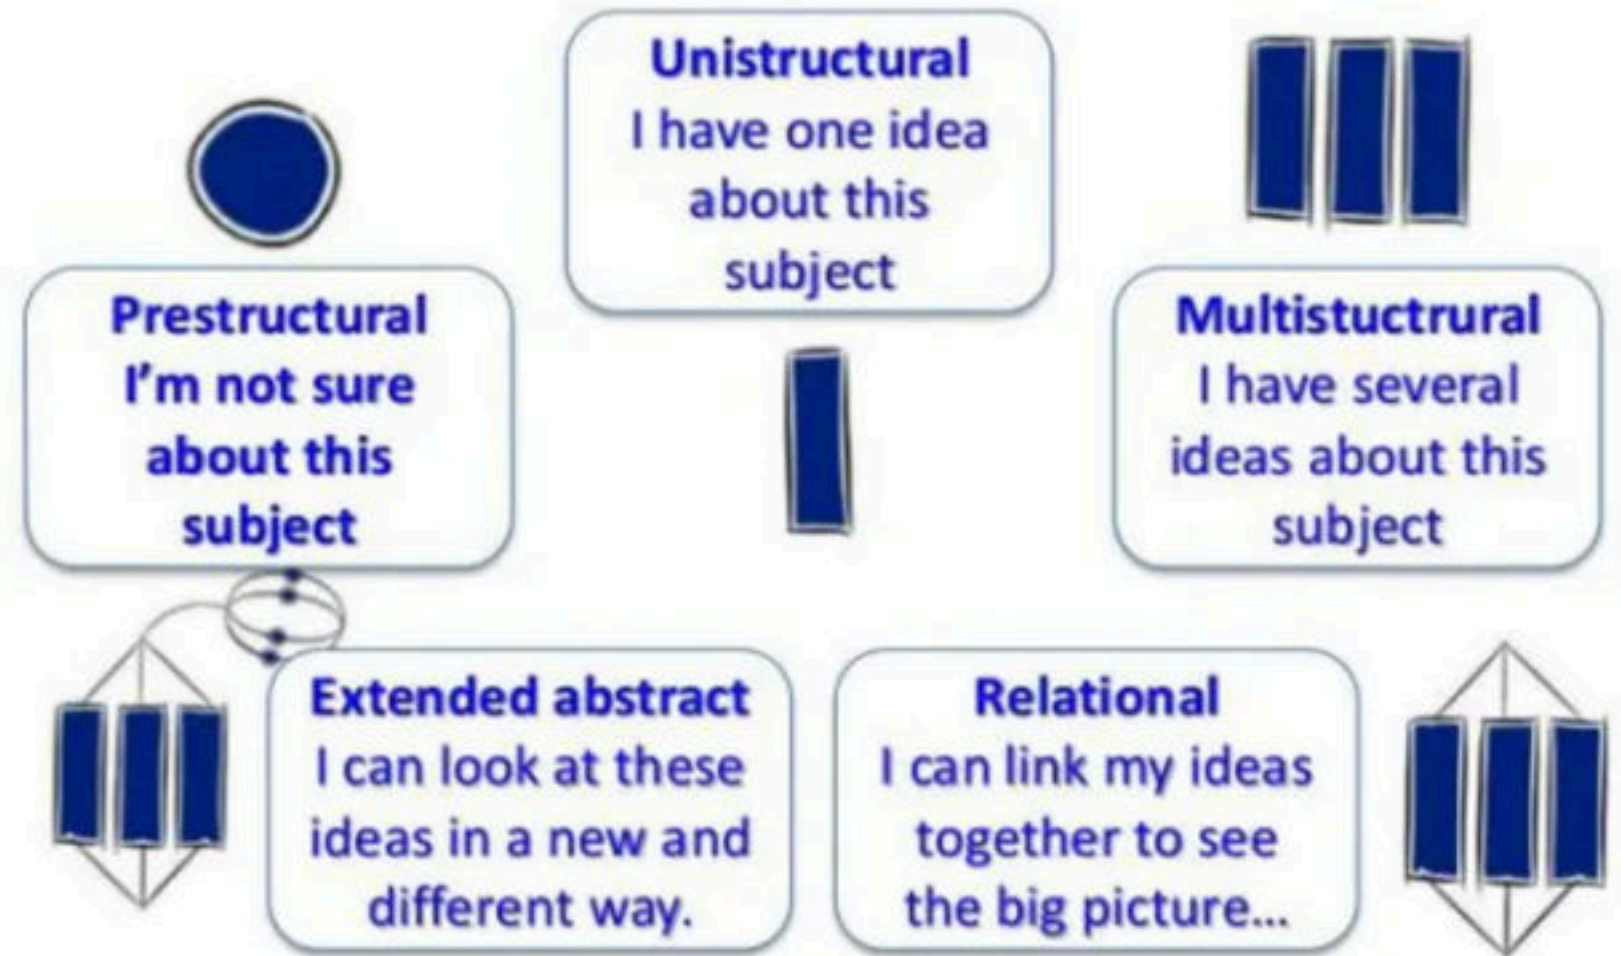 Unistructural
I have one idea
about this
subject
Prestructural
I'm not sure
about this
subject
Multistuctrural
I have several
ideas about this
subject
Extended abstract
I can look at these
ideas in a new and
different way.
Relational
I can link my ideas
together to see
the big picture...